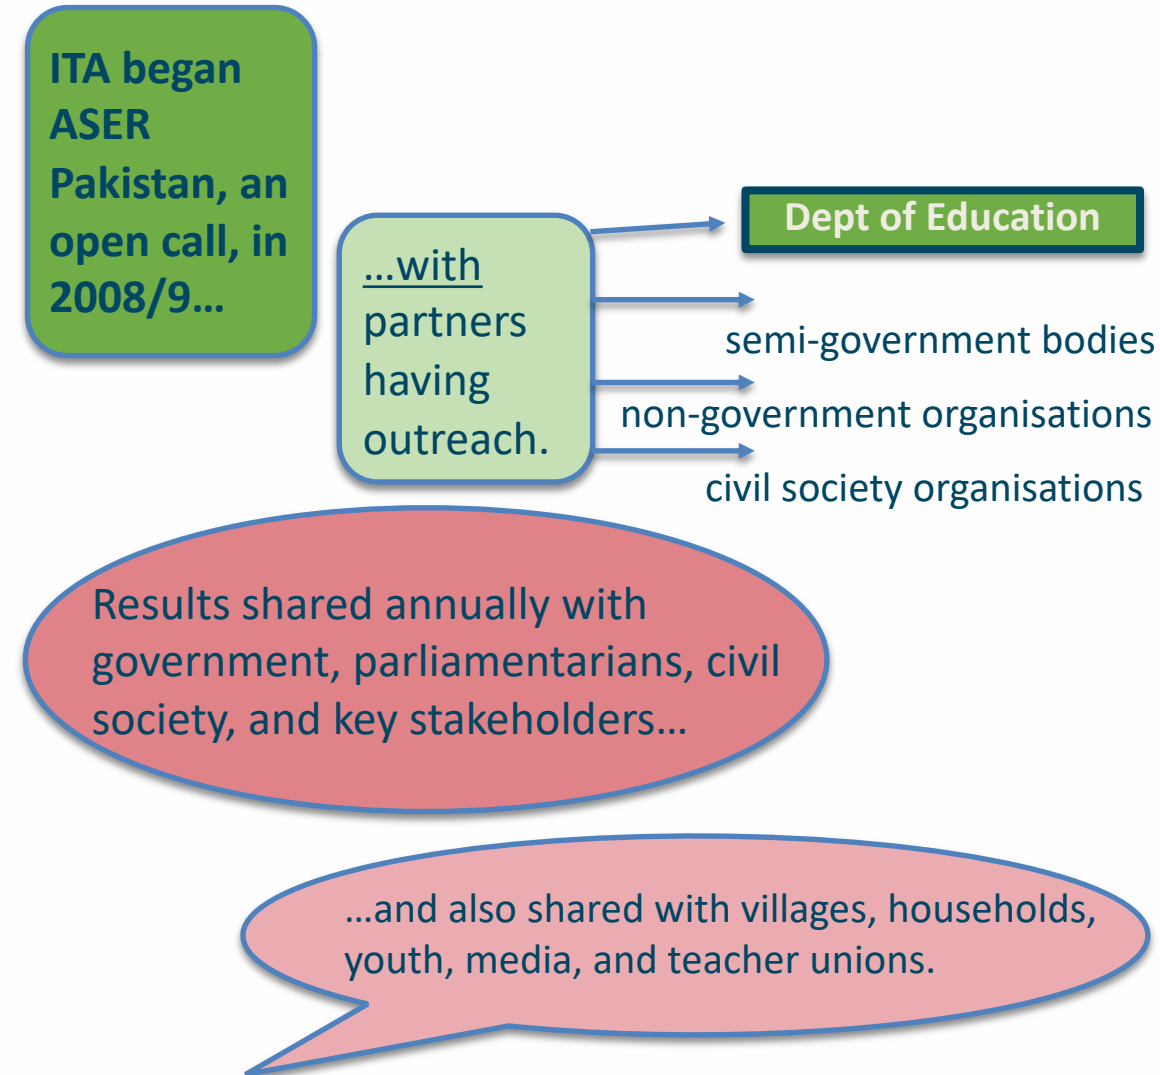 ITA began
ASER
Pakistan, an
open call, in
2008/9…
…with
partners
having
outreach.
Dept of Education
semi-government bodies
non-government organisations
civil society organisations
Results shared annually with
government, parliamentarians, civil
society, and key stakeholders…
…and also shared with villages, households,
youth, media, and teacher unions.